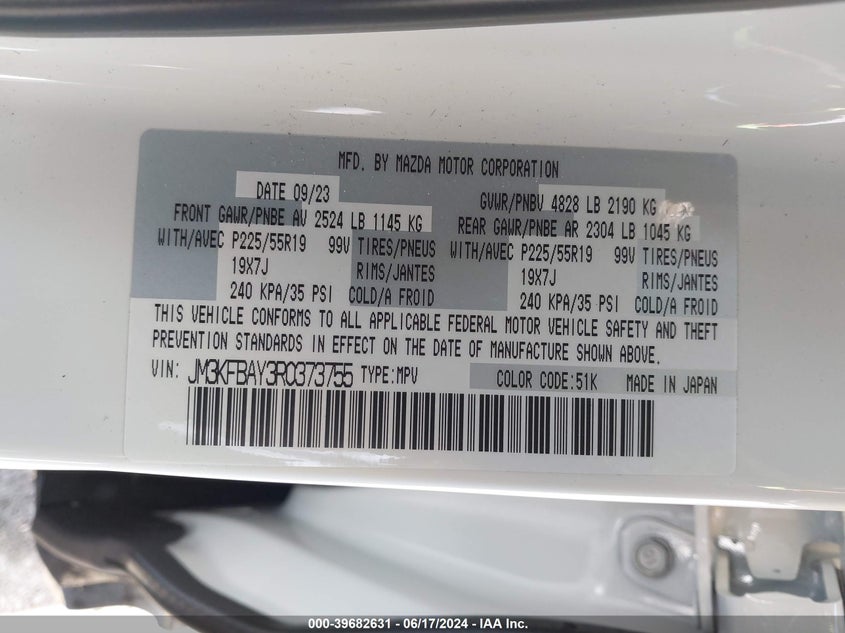 MFD. BY MAZDA MOTOR CORPORATION
DATE 09/23 GVWR/PNBV 4828 LB 2190 KG
FRONT GAWR/PNBE AV 2524 LB 1145 KG REAR GAWR/PNBE AR 2304 LB 1045 KG
WITH/AVEC P225/55R19 99V TIRES/PNEUS WITH/AVEC P225/55R19 99V TIRES/PNEUS
19X7J RIMS/JANTES 19X7J RIMS/JANTES
240 KPA/35 PSI COLD/A FROID 240 KPA/35 PSI COLD/A FROID
THIS VEHICLE CONFORMS TO ALL APPLICABLE FEDERAL MOTOR VEHICLE SAFETY AND THEFT
PREVENTION STANDARDS IN EFFECT ON THE DATE OF MANUFACTURE SHOWN ABOVE.
VIN: JM3KFBAY3R0373755 TYPE:MPV COLOR CODE:51K MADE IN JAPAN
000-39682631 - 06/17/2024 - IAA Inc.